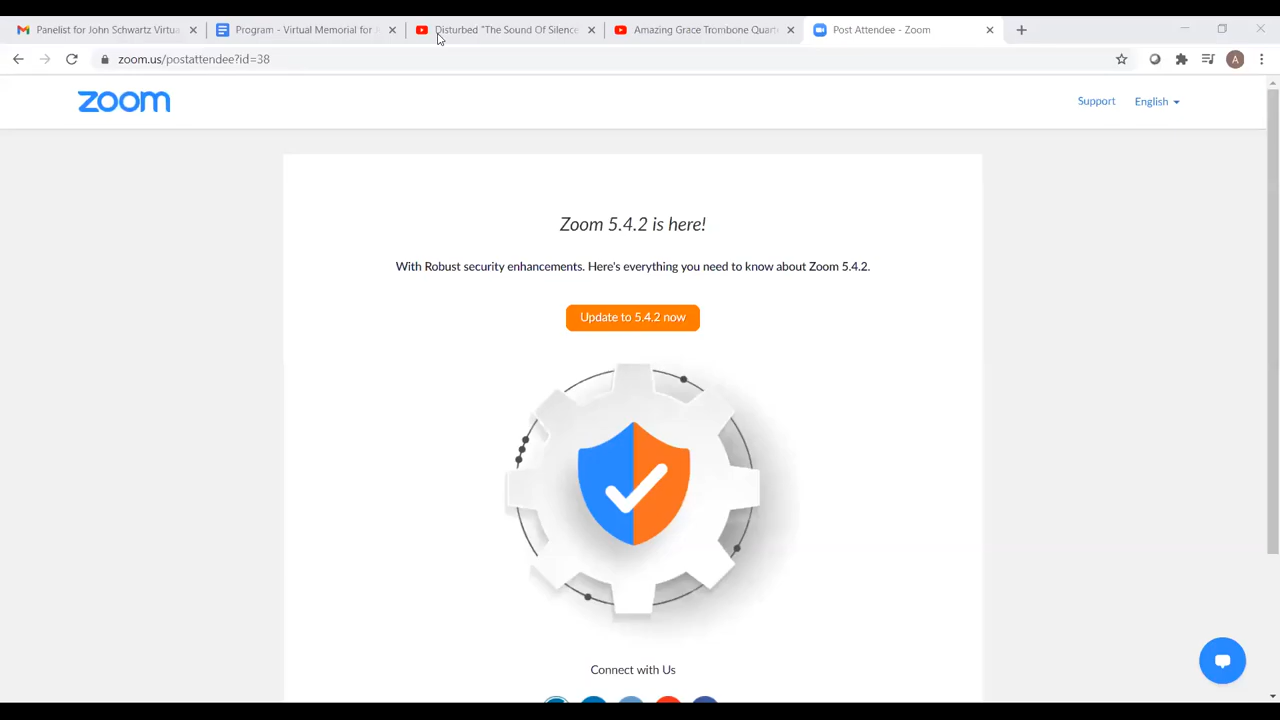 Panelist for John Schwartz Virtua
Program - Virtual Memorial for
Disturbed "The Sound Of Silence
Amazing Grace Trombone Quart
Post Attendee - Zoom
zoom.us/postattendee?id=38
A
zoom
Support
English
Zoom 5.4.2 is here!
With Robust security enhancements. Here's everything you need to know about Zoom 5.4.2.
Update to 5.4.2 now
Connect with Us